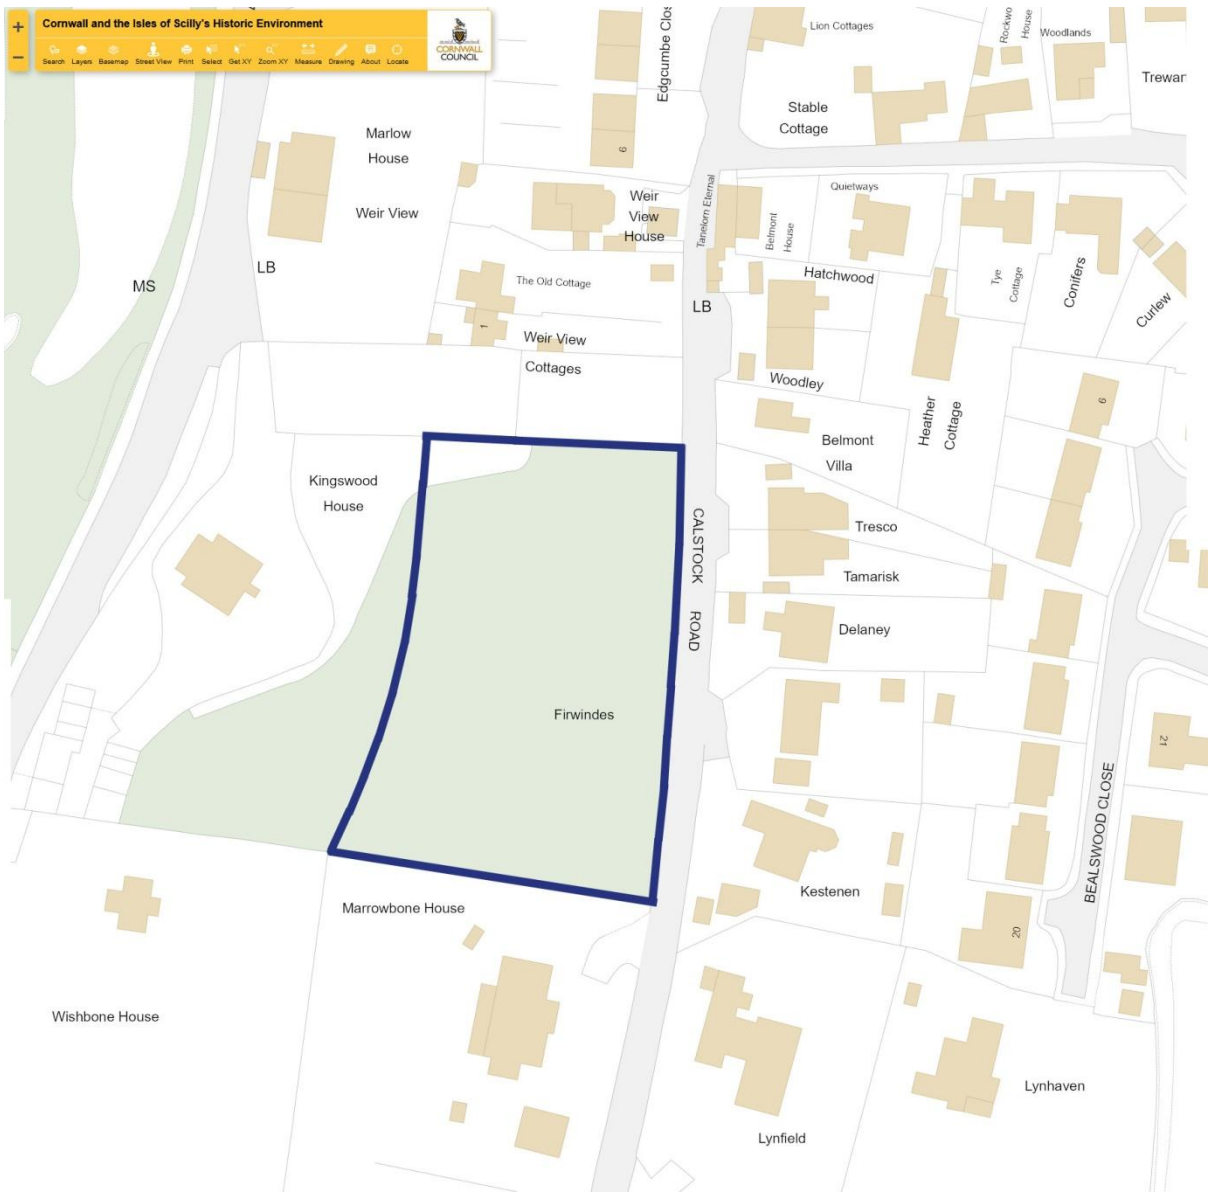 Cornwall and the Isles of Scilly's Historic Environment
Search Layers Basemap Street View Print Select Get XY Zoom XY Measure Drawing About Locate
CORNWALL
COUNCIL
+
−
Edgcumbe Clos
Lion Cottages
Rockwo
House
Woodlands
Trewar
Stable
Cottage
Marlow
House
6
Weir View
Weir
View
House
Tanelorn Eternal
Belmont
House
Quietways
Tye
Cottage
Conifers
Curlew
MS
LB
The Old Cottage
Hatchwood
LB
1
Weir View
Cottages
Woodley
Heather
Cottage
6
Belmont
Villa
Kingswood
House
CALSTOCK ROAD
Tresco
Tamarisk
Delaney
Firwindes
21
BEALSWOOD CLOSE
Kestenen
Marrowbone House
20
Wishbone House
Lynhaven
Lynfield